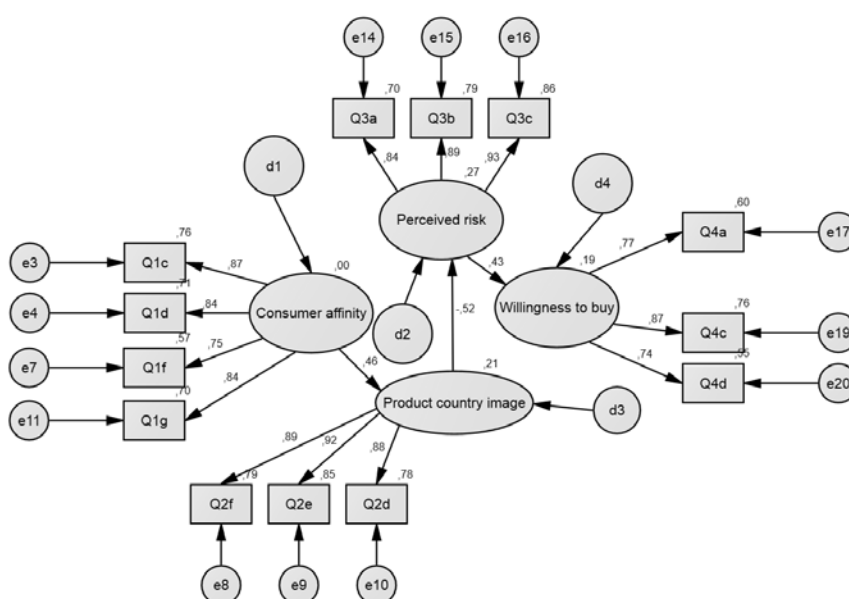 e14
e15
e16
,70
,79
,86
Q3a
Q3b
Q3c
,84
,89
,93
,27
d1
d4
Perceived risk
,60
,77
Q4a
e17
,76
e3
Q1c
,87
,00
,43
,19
,71
e4
Q1d
,84
Consumer affinity
Willingness to buy
,87
,76
Q4c
e19
d2
-,52
,57
e7
Q1f
,75
,74
,55
Q4d
e20
,46
,21
,84
,70
e11
Q1g
Product country image
d3
,89
,92
,88
,79
,85
,78
Q2f
Q2e
Q2d
e8
e9
e10